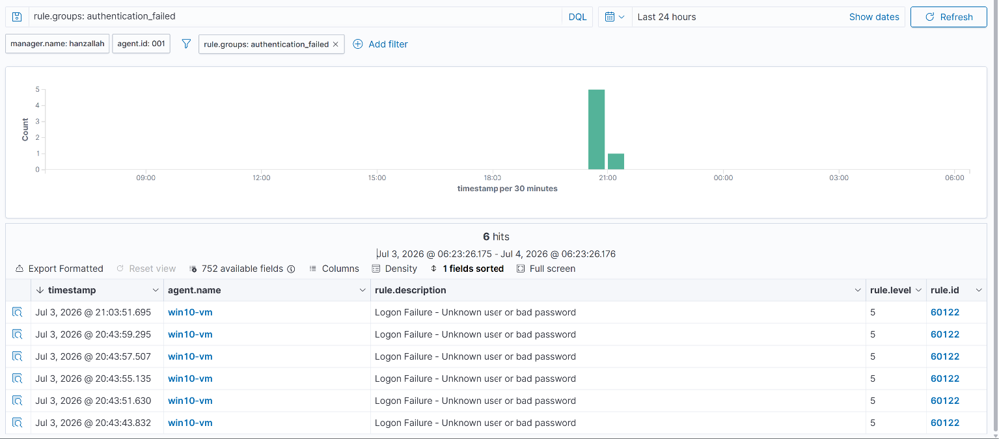 rule.groups: authentication_failed DQL Last 24 hours Show dates Refresh
manager.name: hanzallah agent.id: 001 rule.groups: authentication_failed × Add filter
5
4
3
2
1
0
Count
09:00 12:00 15:00 18:00 21:00 00:00 03:00 06:00
timestamp per 30 minutes
6 hits
Jul 3, 2026 @ 06:23:26.175 - Jul 4, 2026 @ 06:23:26.176
Export Formatted Reset view 752 available fields Columns Density 1 fields sorted Full screen
timestamp agent.name rule.description rule.level rule.id
Jul 3, 2026 @ 21:03:51.695 win10-vm Logon Failure - Unknown user or bad password 5 60122
Jul 3, 2026 @ 20:43:59.295 win10-vm Logon Failure - Unknown user or bad password 5 60122
Jul 3, 2026 @ 20:43:57.507 win10-vm Logon Failure - Unknown user or bad password 5 60122
Jul 3, 2026 @ 20:43:55.135 win10-vm Logon Failure - Unknown user or bad password 5 60122
Jul 3, 2026 @ 20:43:51.630 win10-vm Logon Failure - Unknown user or bad password 5 60122
Jul 3, 2026 @ 20:43:43.832 win10-vm Logon Failure - Unknown user or bad password 5 60122